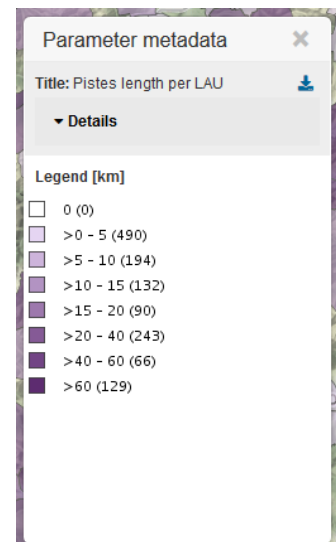 Parameter metadata ×
Title: Pistes length per LAU
Details
Legend [km]
0 (0)
>0 - 5 (490)
>5 - 10 (194)
>10 - 15 (132)
>15 - 20 (90)
>20 - 40 (243)
>40 - 60 (66)
>60 (129)